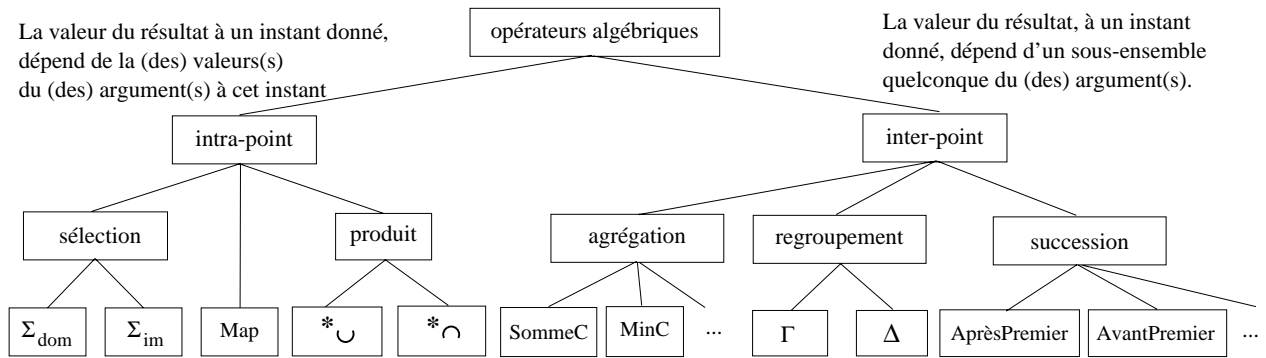 La valeur du résultat à un instant donné,
dépend de la (des) valeurs(s)
du (des) argument(s) à cet instant
opérateurs algébriques
La valeur du résultat, à un instant
donné, dépend d'un sous-ensemble
quelconque du (des) argument(s).
intra-point
inter-point
sélection
produit
agrégation
regroupement
succession
Σdom
Σim
Map
*∪
*∩
SommeC
MinC
...
Γ
Δ
AprèsPremier
AvantPremier
...